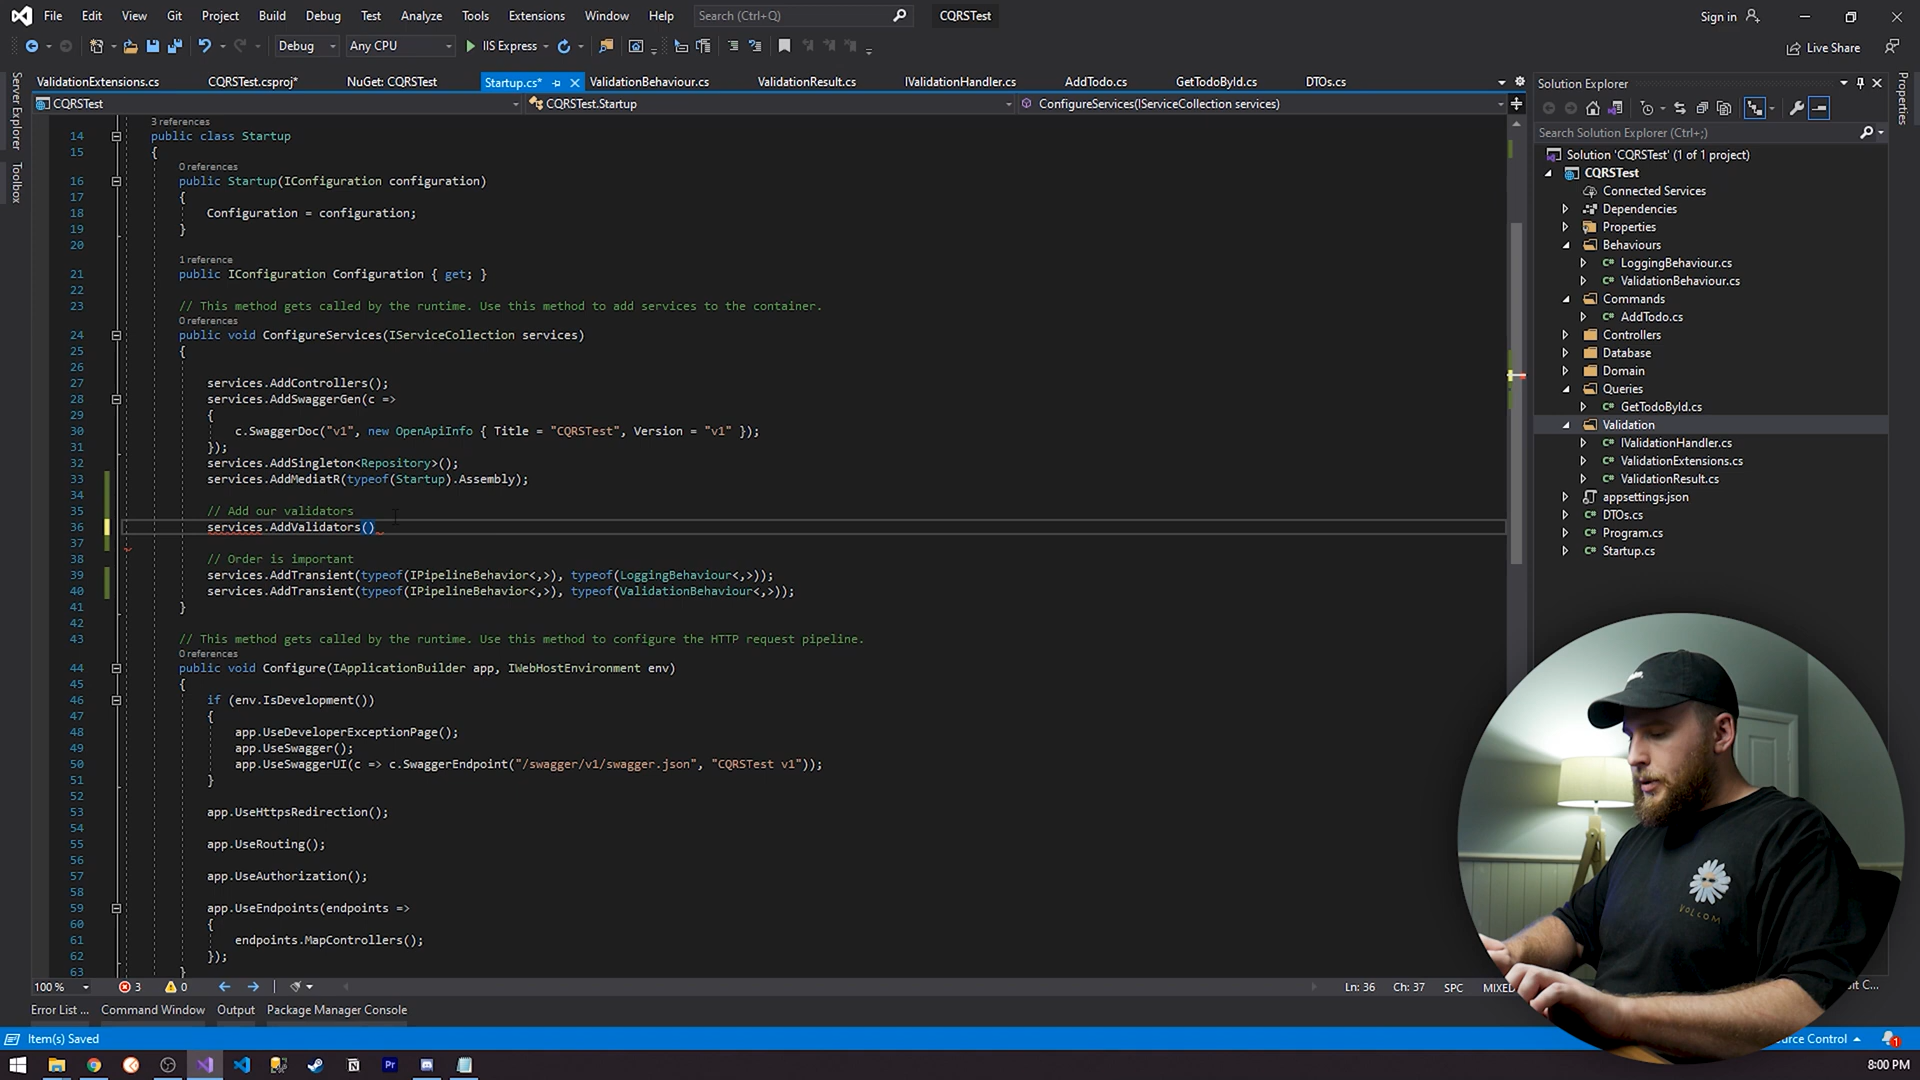 File Edit View Git Project Build Debug Test Analyze Tools Extensions Window Help Search (Ctrl+Q) CQRSTest Sign in
Debug Any CPU IIS Express Live Share
ValidationExtensions.cs CQRSTest.csproj* NuGet: CQRSTest Startup.cs* ValidationBehaviour.cs ValidationResult.cs IValidationHandler.cs AddTodo.cs GetTodoById.cs DTOs.cs
CQRSTest CQRSTest.Startup ConfigureServices(IServiceCollection services)
Server Explorer
Toolbox
3 references
14 public class Startup
15 {
0 references
16 public Startup(IConfiguration configuration)
17 {
18 Configuration = configuration;
19 }
20
1 reference
21 public IConfiguration Configuration { get; }
22
23 // This method gets called by the runtime. Use this method to add services to the container.
0 references
24 public void ConfigureServices(IServiceCollection services)
25 {
26
27 services.AddControllers();
28 services.AddSwaggerGen(c =>
29 {
30 c.SwaggerDoc("v1", new OpenApiInfo { Title = "CQRSTest", Version = "v1" });
31 });
32 services.AddSingleton<Repository>();
33 services.AddMediatR(typeof(Startup).Assembly);
34
35 // Add our validators
36 services.AddValidators()
37
38 // Order is important
39 services.AddTransient(typeof(IPipelineBehavior<,>), typeof(LoggingBehaviour<,>));
40 services.AddTransient(typeof(IPipelineBehavior<,>), typeof(ValidationBehaviour<,>));
41 }
42
43 // This method gets called by the runtime. Use this method to configure the HTTP request pipeline.
0 references
44 public void Configure(IApplicationBuilder app, IWebHostEnvironment env)
45 {
46 if (env.IsDevelopment())
47 {
48 app.UseDeveloperExceptionPage();
49 app.UseSwagger();
50 app.UseSwaggerUI(c => c.SwaggerEndpoint("/swagger/v1/swagger.json", "CQRSTest v1"));
51 }
52
53 app.UseHttpsRedirection();
54
55 app.UseRouting();
56
57 app.UseAuthorization();
58
59 app.UseEndpoints(endpoints =>
60 {
61 endpoints.MapControllers();
62 });
63 }
100 % 3 0 Ln: 36 Ch: 37 SPC MIXED
Error List ... Command Window Output Package Manager Console
Item(s) Saved
Solution Explorer
Search Solution Explorer (Ctrl+;)
Solution 'CQRSTest' (1 of 1 project)
CQRSTest
Connected Services
Dependencies
Properties
Behaviours
C# LoggingBehaviour.cs
C# ValidationBehaviour.cs
Commands
C# AddTodo.cs
Controllers
Database
Domain
Queries
C# GetTodoById.cs
Validation
C# IValidationHandler.cs
C# ValidationExtensions.cs
C# ValidationResult.cs
appsettings.json
C# DTOs.cs
C# Program.cs
C# Startup.cs
Properties
VOLCOM
Control 1
N Pr 8:00 PM